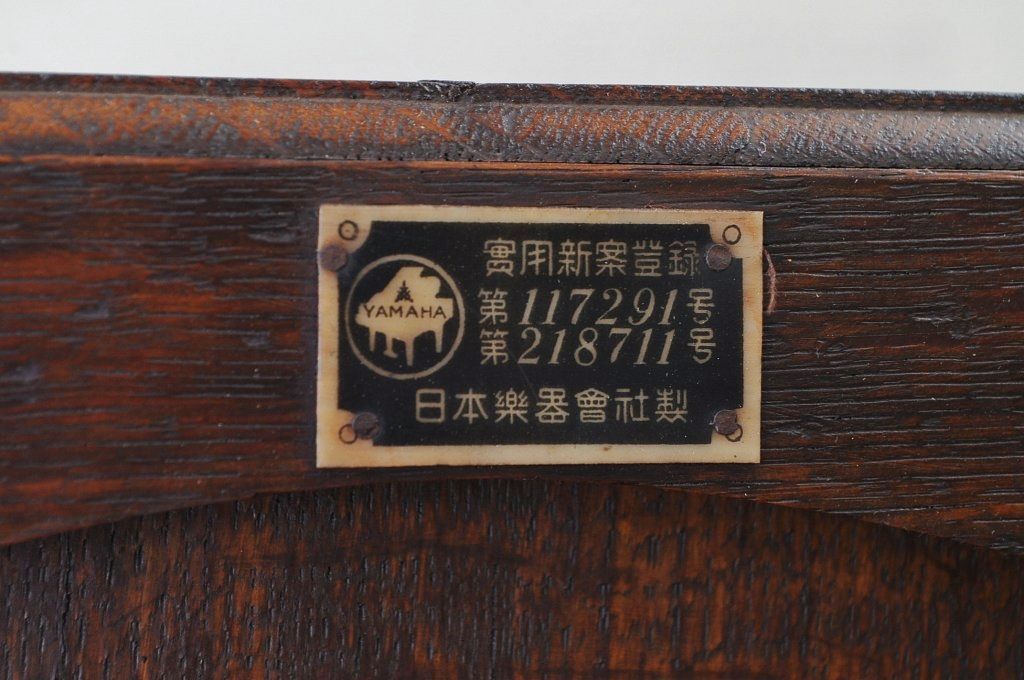 實用新案登録
YAMAHA
第117291号
第218711号
日本樂器會社製